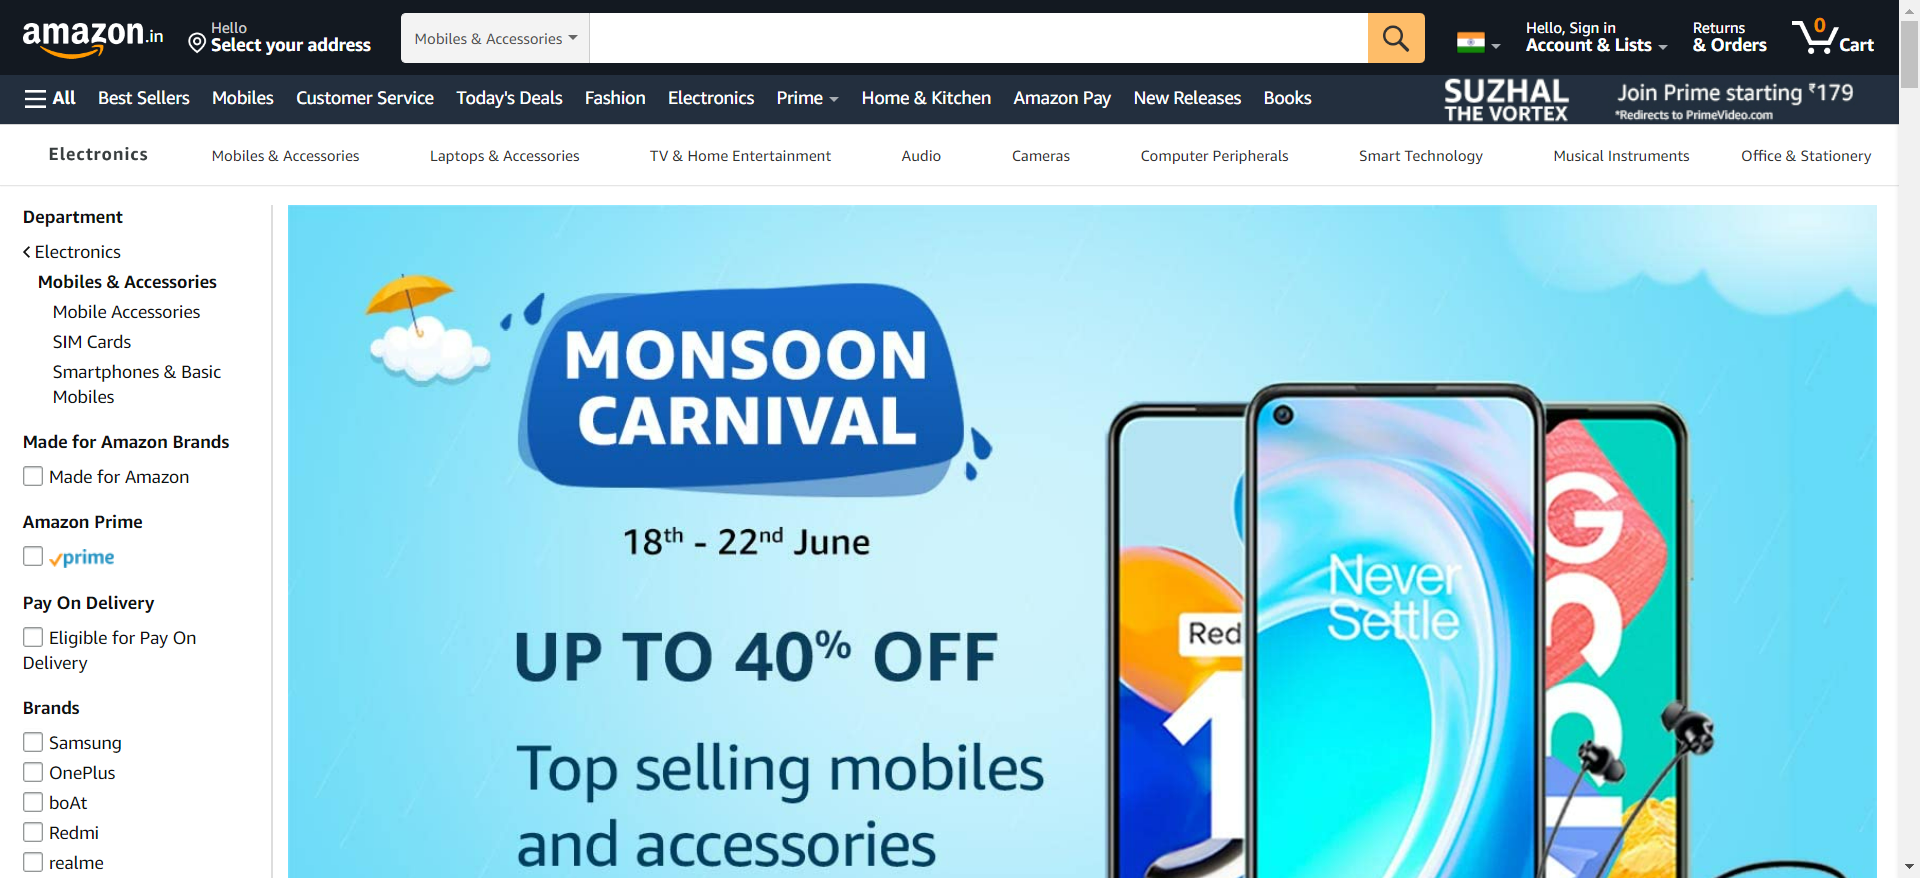 amazon.in
Hello
Select your address
Mobiles & Accessories
Hello, Sign in
Account & Lists
Returns
& Orders
0
Cart
All
Best Sellers
Mobiles
Customer Service
Today's Deals
Fashion
Electronics
Prime
Home & Kitchen
Amazon Pay
New Releases
Books
SUZHAL
THE VORTEX
Join Prime starting ₹179
*Redirects to PrimeVideo.com
Electronics
Mobiles & Accessories
Laptops & Accessories
TV & Home Entertainment
Audio
Cameras
Computer Peripherals
Smart Technology
Musical Instruments
Office & Stationery
Department
Electronics
Mobiles & Accessories
Mobile Accessories
SIM Cards
Smartphones & Basic
Mobiles
Made for Amazon Brands
Made for Amazon
Amazon Prime
prime
Pay On Delivery
Eligible for Pay On
Delivery
Brands
Samsung
OnePlus
boAt
Redmi
realme
MONSOON
CARNIVAL
18th - 22nd June
UP TO 40% OFF
Top selling mobiles
and accessories
Red
1
Never
Settle